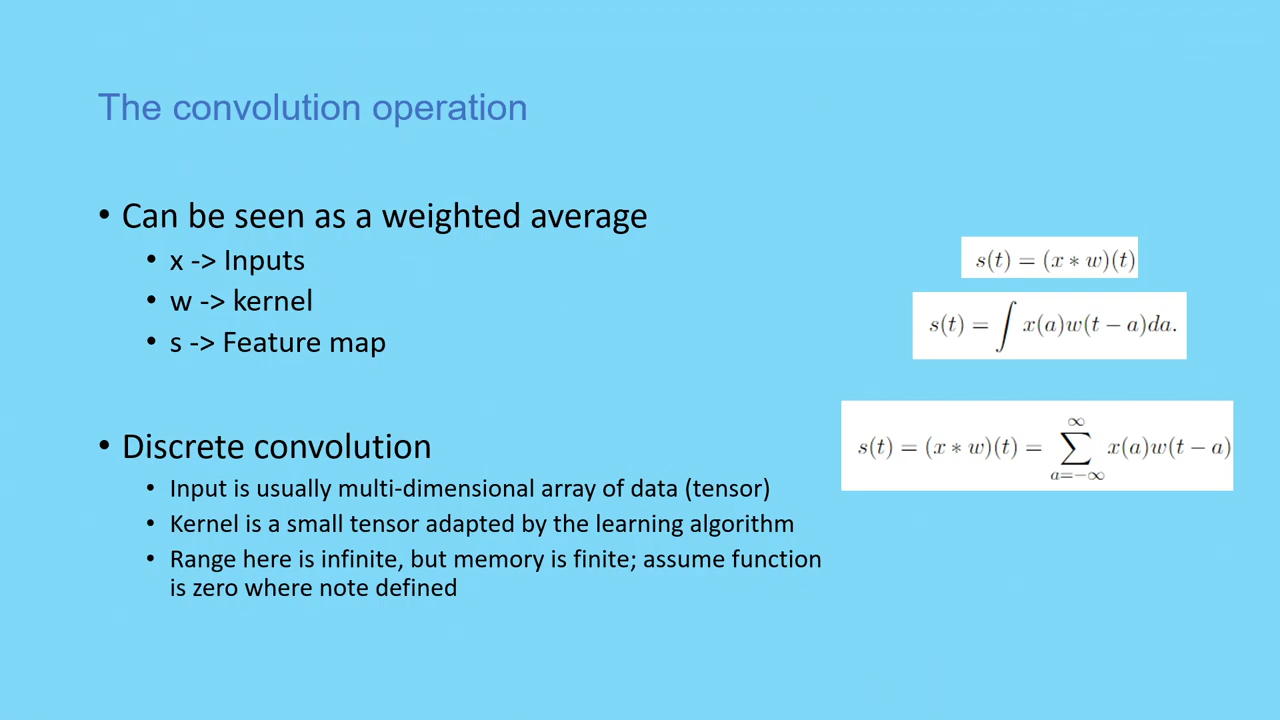 The convolution operation
• Can be seen as a weighted average
• x -> Inputs
• w -> kernel
• s -> Feature map
s(t) = (x ∗ w)(t)
s(t) = ∫ x(a)w(t − a)da.
• Discrete convolution
• Input is usually multi-dimensional array of data (tensor)
• Kernel is a small tensor adapted by the learning algorithm
• Range here is infinite, but memory is finite; assume function
is zero where note defined
s(t) = (x ∗ w)(t) = ∑_{a=−∞}^{∞} x(a)w(t − a)